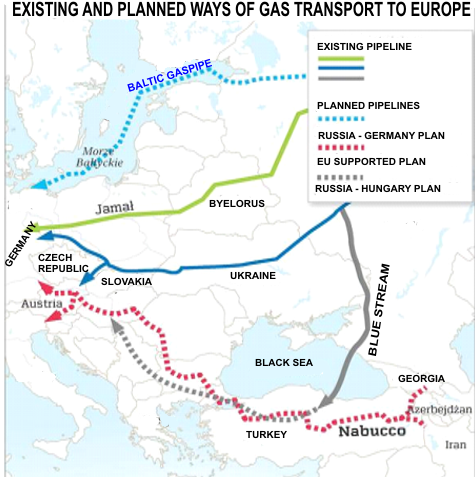 EXISTING AND PLANNED WAYS OF GAS TRANSPORT TO EUROPE
EXISTING PIPELINE
PLANNED PIPELINES
RUSSIA - GERMANY PLAN
EU SUPPORTED PLAN
RUSSIA - HUNGARY PLAN
BALTIC GASPIPE
Morze
Bałtyckie
Jamał
BYELORUS
GERMANY
CZECH
REPUBLIC
SLOVAKIA
UKRAINE
Austria
BLUE STREAM
BLACK SEA
GEORGIA
Azerbejdżan
TURKEY
Nabucco
Iran